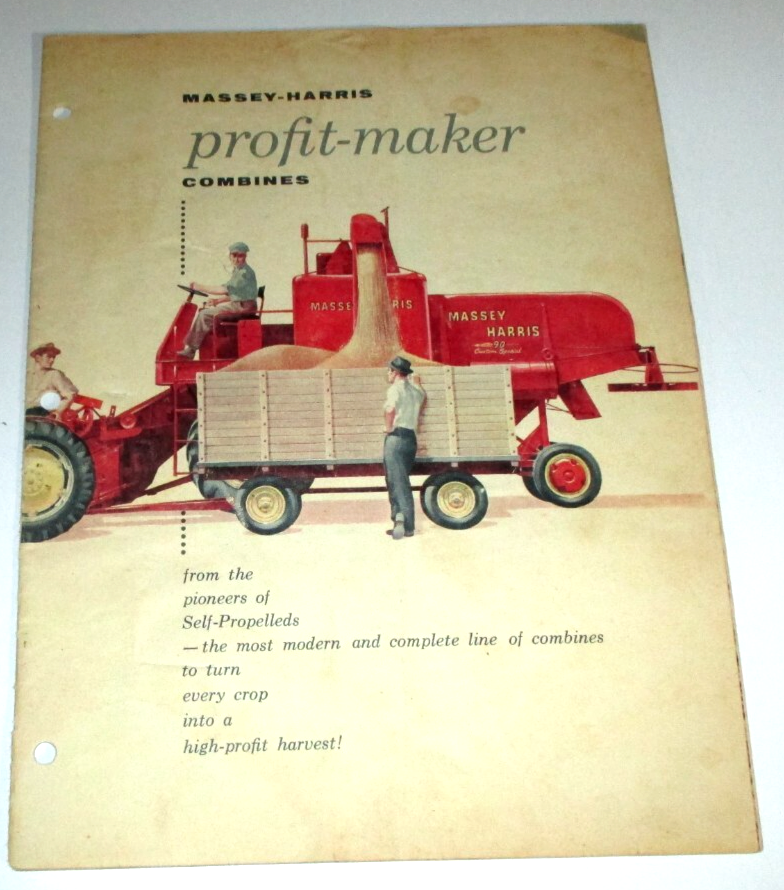 MASSEY-HARRIS
profit-maker
COMBINES
MASSEY HARRIS
MASSEY
HARRIS
90
from the
pioneers of
Self-Propelleds
—the most modern and complete line of combines
to turn
every crop
into a
high-profit harvest!